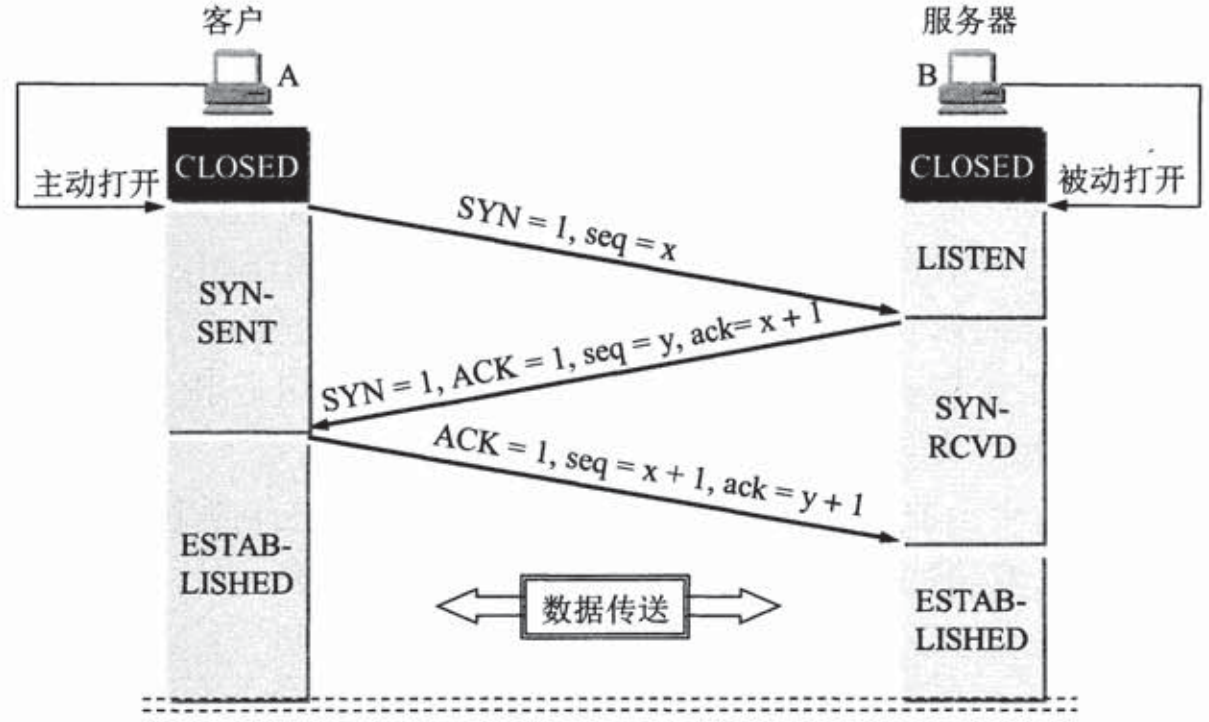 客户
服务器
A
B
CLOSED
CLOSED
主动打开
被动打开
SYN = 1, seq = x
LISTEN
SYN-
SENT
SYN = 1, ACK = 1, seq = y, ack= x + 1
SYN-
RCVD
ACK = 1, seq = x + 1, ack = y + 1
ESTAB-
LISHED
数据传送
ESTAB-
LISHED